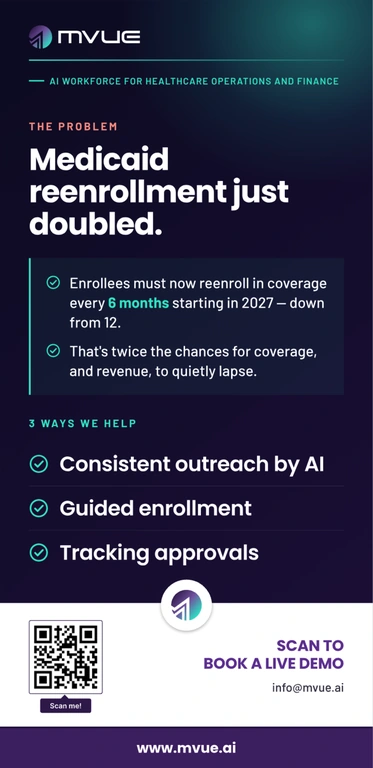 mvue
AI WORKFORCE FOR HEALTHCARE OPERATIONS AND FINANCE
THE PROBLEM
Medicaid
reenrollment just
doubled.
Enrollees must now reenroll in coverage
every 6 months starting in 2027 — down
from 12.
That's twice the chances for coverage,
and revenue, to quietly lapse.
3 WAYS WE HELP
Consistent outreach by AI
Guided enrollment
Tracking approvals
Scan me!
SCAN TO
BOOK A LIVE DEMO
info@mvue.ai
www.mvue.ai